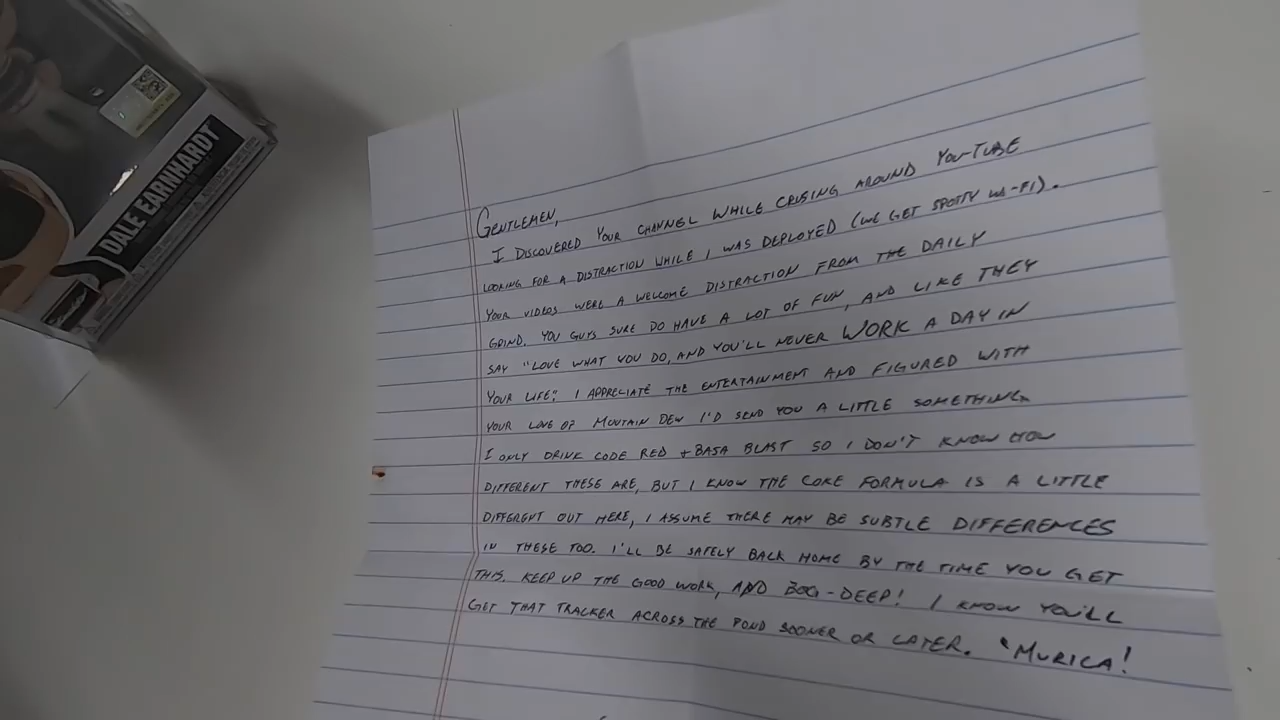 DALE EARNHARDT
GENTLEMEN,
I DISCOVERED YOUR CHANNEL WHILE CRUSING AROUND YOU-TUBE
LOOKING FOR A DISTRACTION WHILE I WAS DEPLOYED (WE GET SPOTTY WI-FI).
YOUR VIDEOS WERE A WELCOME DISTRACTION FROM THE DAILY
GRIND. YOU GUYS SURE DO HAVE A LOT OF FUN, AND LIKE THEY
SAY "LOVE WHAT YOU DO, AND YOU'LL NEVER WORK A DAY IN
YOUR LIFE". I APPRECIATE THE ENTERTAINMENT AND FIGURED WITH
YOUR LOVE OF MOUTAIN DEW I'D SEND YOU A LITTLE SOMETHING.
I ONLY DRINK CODE RED + BAJA BLAST SO I DON'T KNOW HOW
DIFFERENT THESE ARE, BUT I KNOW THE COKE FORMULA IS A LITTLE
DIFFERENT OUT HERE, I ASSUME THERE MAY BE SUBTLE DIFFERENCES
IN THESE TOO. I'LL BE SAFELY BACK HOME BY THE TIME YOU GET
THIS. KEEP UP THE GOOD WORK, AND BOG-DEEP! I KNOW YOU'LL
GET THAT TRACKER ACROSS THE POND SOONER OR LATER. 'MURICA!